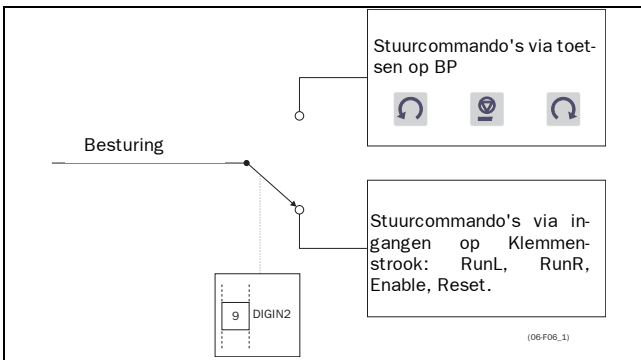 Stuurcommando's via toet-
sen op BP
Besturing
Stuurcommando's via in-
gangen op Klemmen-
strook: RunL, RunR,
Enable, Reset.
9 DIGIN2
(06-F06_1)